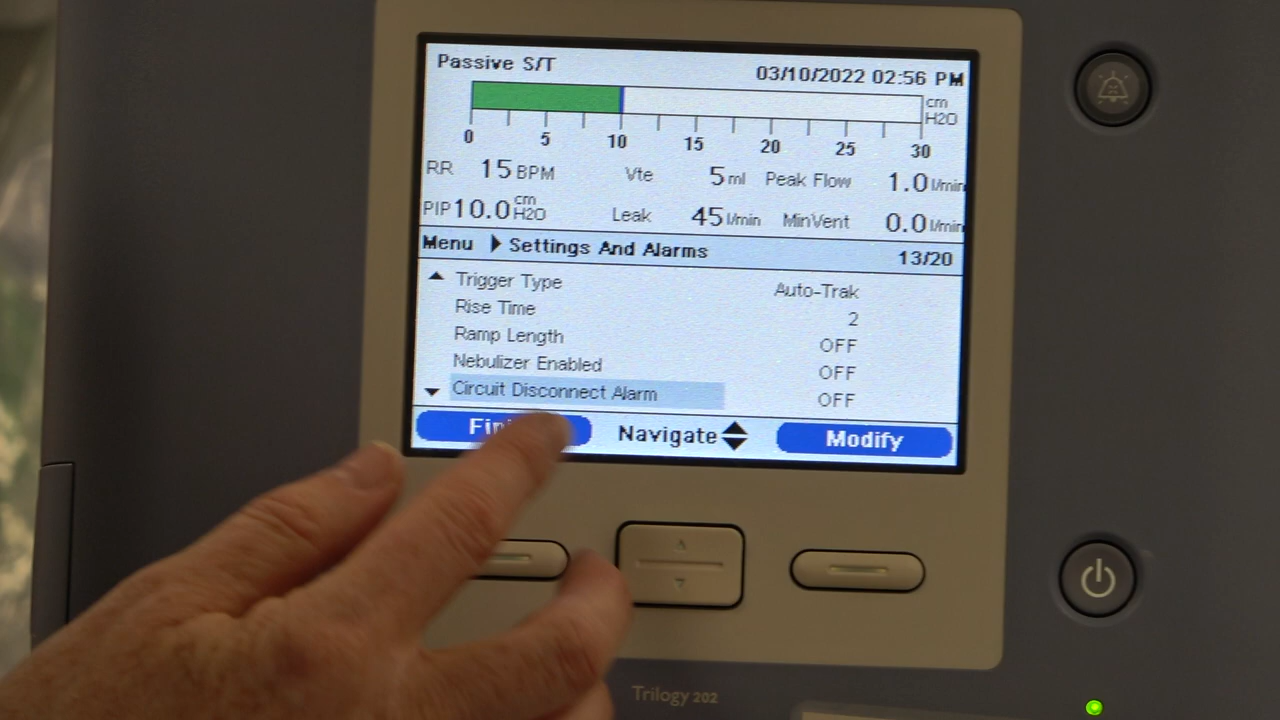 Passive S/T 03/10/2022 02:56 PM
cm
H2O
0 5 10 15 20 25 30
RR 15 BPM Vte 5 ml Peak Flow 1.0 l/min
PIP 10.0 cm H2O Leak 45 l/min MinVent 0.0 l/min
Menu Settings And Alarms 13/20
Trigger Type Auto-Trak
Rise Time 2
Ramp Length OFF
Nebulizer Enabled OFF
Circuit Disconnect Alarm OFF
Navigate Modify
Trilogy 202